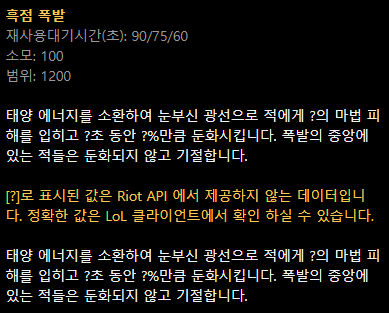 흑점 폭발
재사용대기시간(초): 90/75/60
소모: 100
범위: 1200
태양 에너지를 소환하여 눈부신 광선으로 적에게 ?의 마법 피
해를 입히고 ?초 동안 ?%만큼 둔화시킵니다. 폭발의 중앙에
있는 적들은 둔화되지 않고 기절합니다.
[?]로 표시된 값은 Riot API 에서 제공하지 않는 데이터입니
다. 정확한 값은 LoL 클라이언트에서 확인 하실 수 있습니다.
태양 에너지를 소환하여 눈부신 광선으로 적에게 ?의 마법 피
해를 입히고 ?초 동안 ?%만큼 둔화시킵니다. 폭발의 중앙에
있는 적들은 둔화되지 않고 기절합니다.